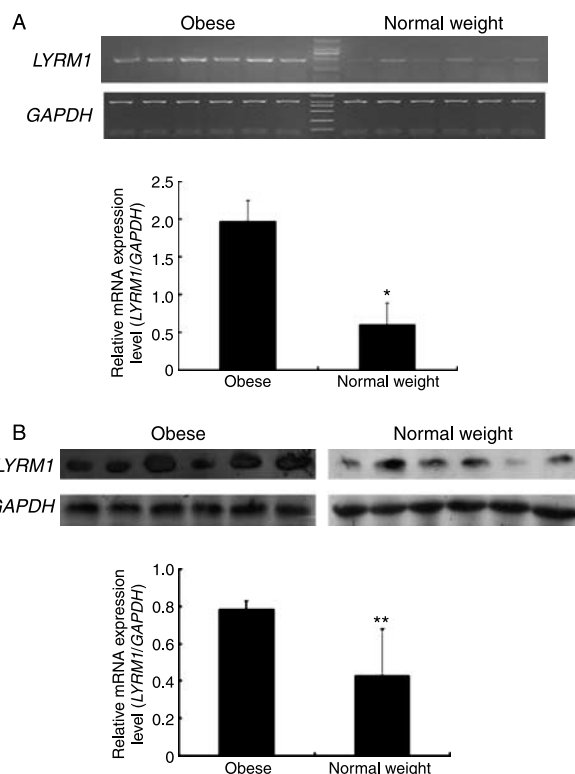 A
Obese Normal weight
LYRM1
GAPDH
Relative mRNA expression
level (LYRM1/GAPDH)
2.5
2.0
1.5
1.0
0.5
0
*
Obese Normal weight
B
Obese Normal weight
LYRM1
GAPDH
Relative mRNA expression
level (LYRM1/GAPDH)
1.0
0.8
0.6
0.4
0.2
0
**
Obese Normal weight